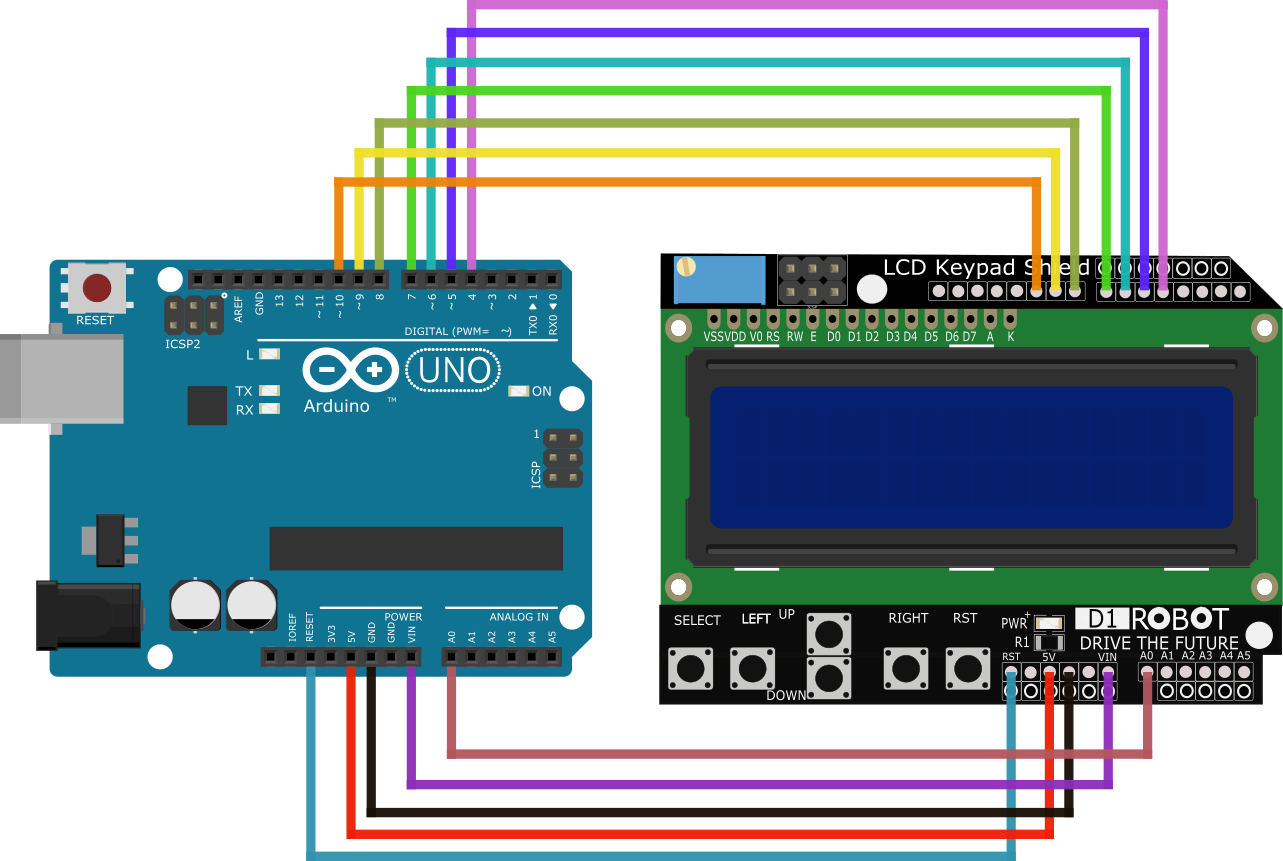 RESET
ICSP2
AREF
GND
13
12
~ 11
~ 10
~ 9
8
7
~ 6
~ 5
4
~ 3
2
TX0 ▶ 1
RX0 ◀ 0
DIGITAL (PWM= ~)
L
TX
RX
UNO
ON
Arduino
TM
1
ICSP
POWER
ANALOG IN
IOREF
RESET
3V3
5V
GND
GND
VIN
A0
A1
A2
A3
A4
A5
LCD Keypad Shield
VSS VDD V0 RS RW E D0 D1 D2 D3 D4 D5 D6 D7 A K
SELECT LEFT UP RIGHT RST
DOWN
+
PWR
R1
D1 ROBOT
DRIVE THE FUTURE
RST 5V VIN A0 A1 A2 A3 A4 A5